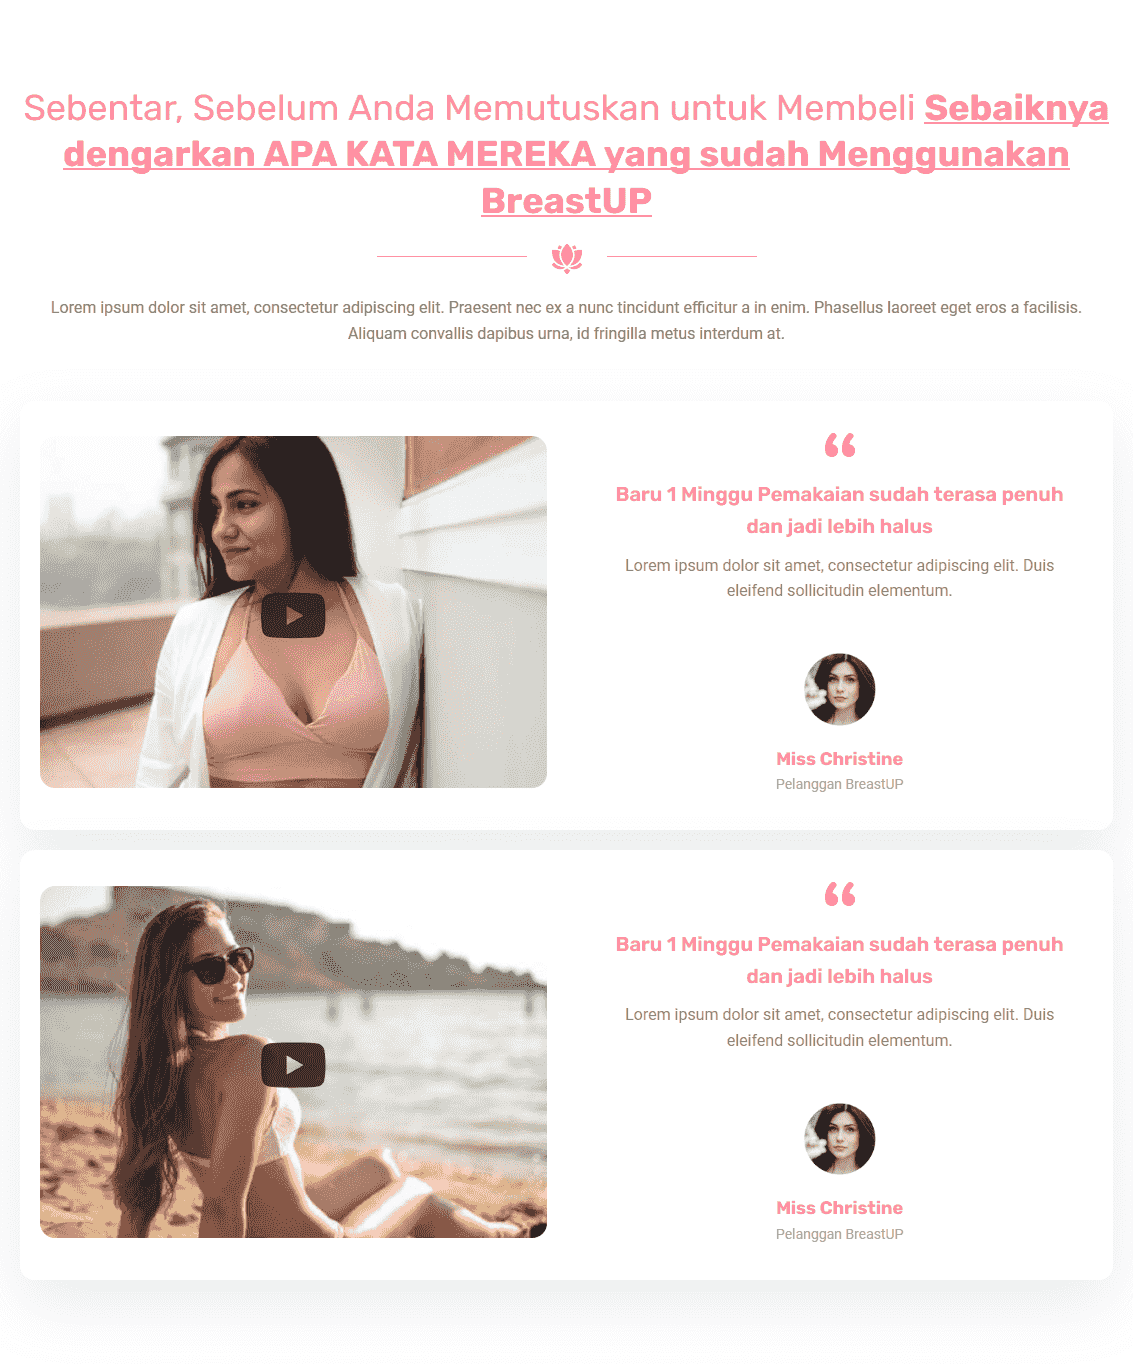 Sebentar, Sebelum Anda Memutuskan untuk Membeli Sebaiknya
dengarkan APA KATA MEREKA yang sudah Menggunakan
BreastUP
Lorem ipsum dolor sit amet, consectetur adipiscing elit. Praesent nec ex a nunc tincidunt efficitur a in enim. Phasellus laoreet eget eros a facilisis.
Aliquam convallis dapibus urna, id fringilla metus interdum at.
Baru 1 Minggu Pemakaian sudah terasa penuh
dan jadi lebih halus
Lorem ipsum dolor sit amet, consectetur adipiscing elit. Duis
eleifend sollicitudin elementum.
Miss Christine
Pelanggan BreastUP
Baru 1 Minggu Pemakaian sudah terasa penuh
dan jadi lebih halus
Lorem ipsum dolor sit amet, consectetur adipiscing elit. Duis
eleifend sollicitudin elementum.
Miss Christine
Pelanggan BreastUP